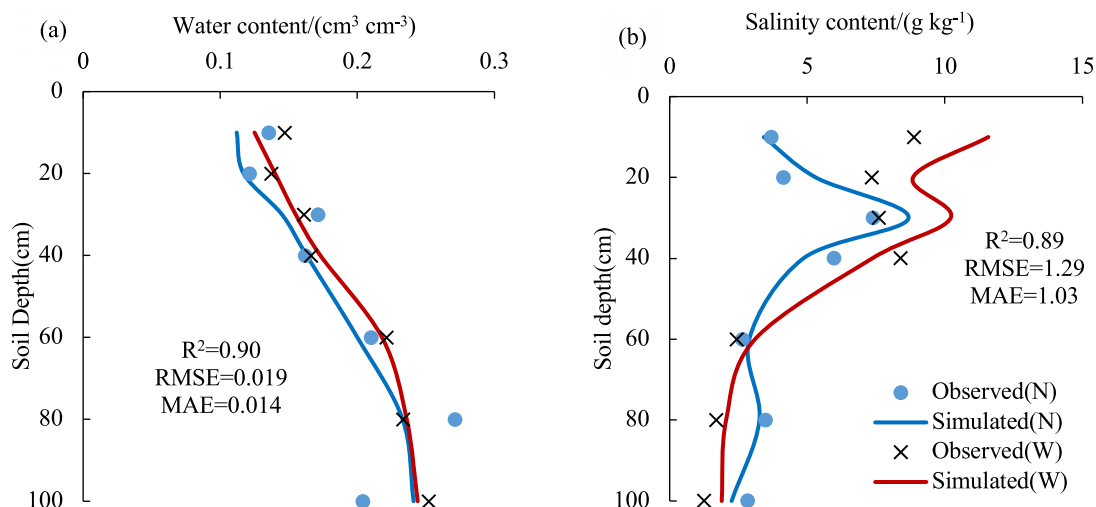 (a)
Water content/(cm³ cm⁻³)
0 0.1 0.2 0.3
0
20
40
60
80
100
Soil Depth(cm)
R²=0.90
RMSE=0.019
MAE=0.014
(b)
Salinity content/(g kg⁻¹)
0 5 10 15
0
20
40
60
80
100
Soil depth(cm)
R²=0.89
RMSE=1.29
MAE=1.03
Observed(N)
Simulated(N)
Observed(W)
Simulated(W)